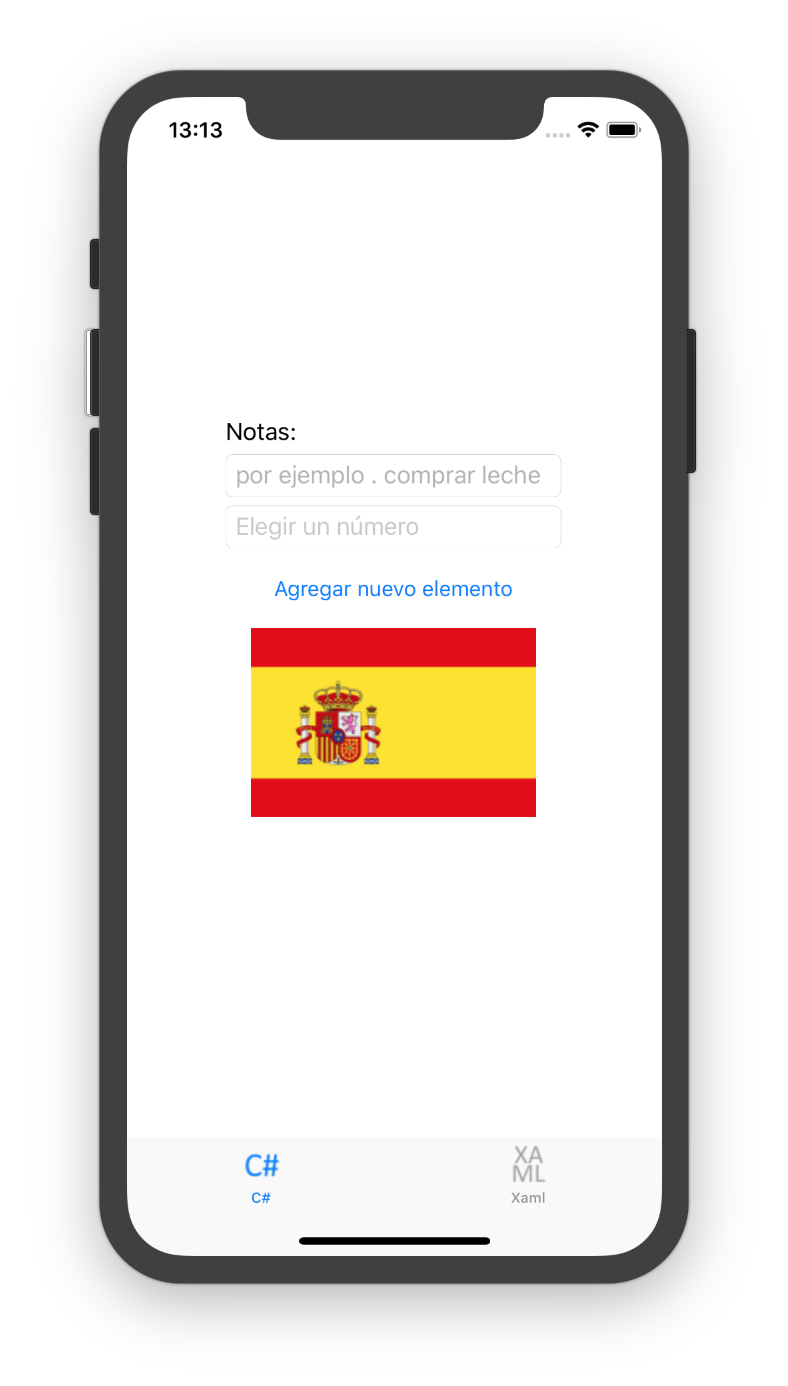 13:13
Notas:
por ejemplo . comprar leche
Elegir un número
Agregar nuevo elemento
C#
XA
ML
C#
Xaml